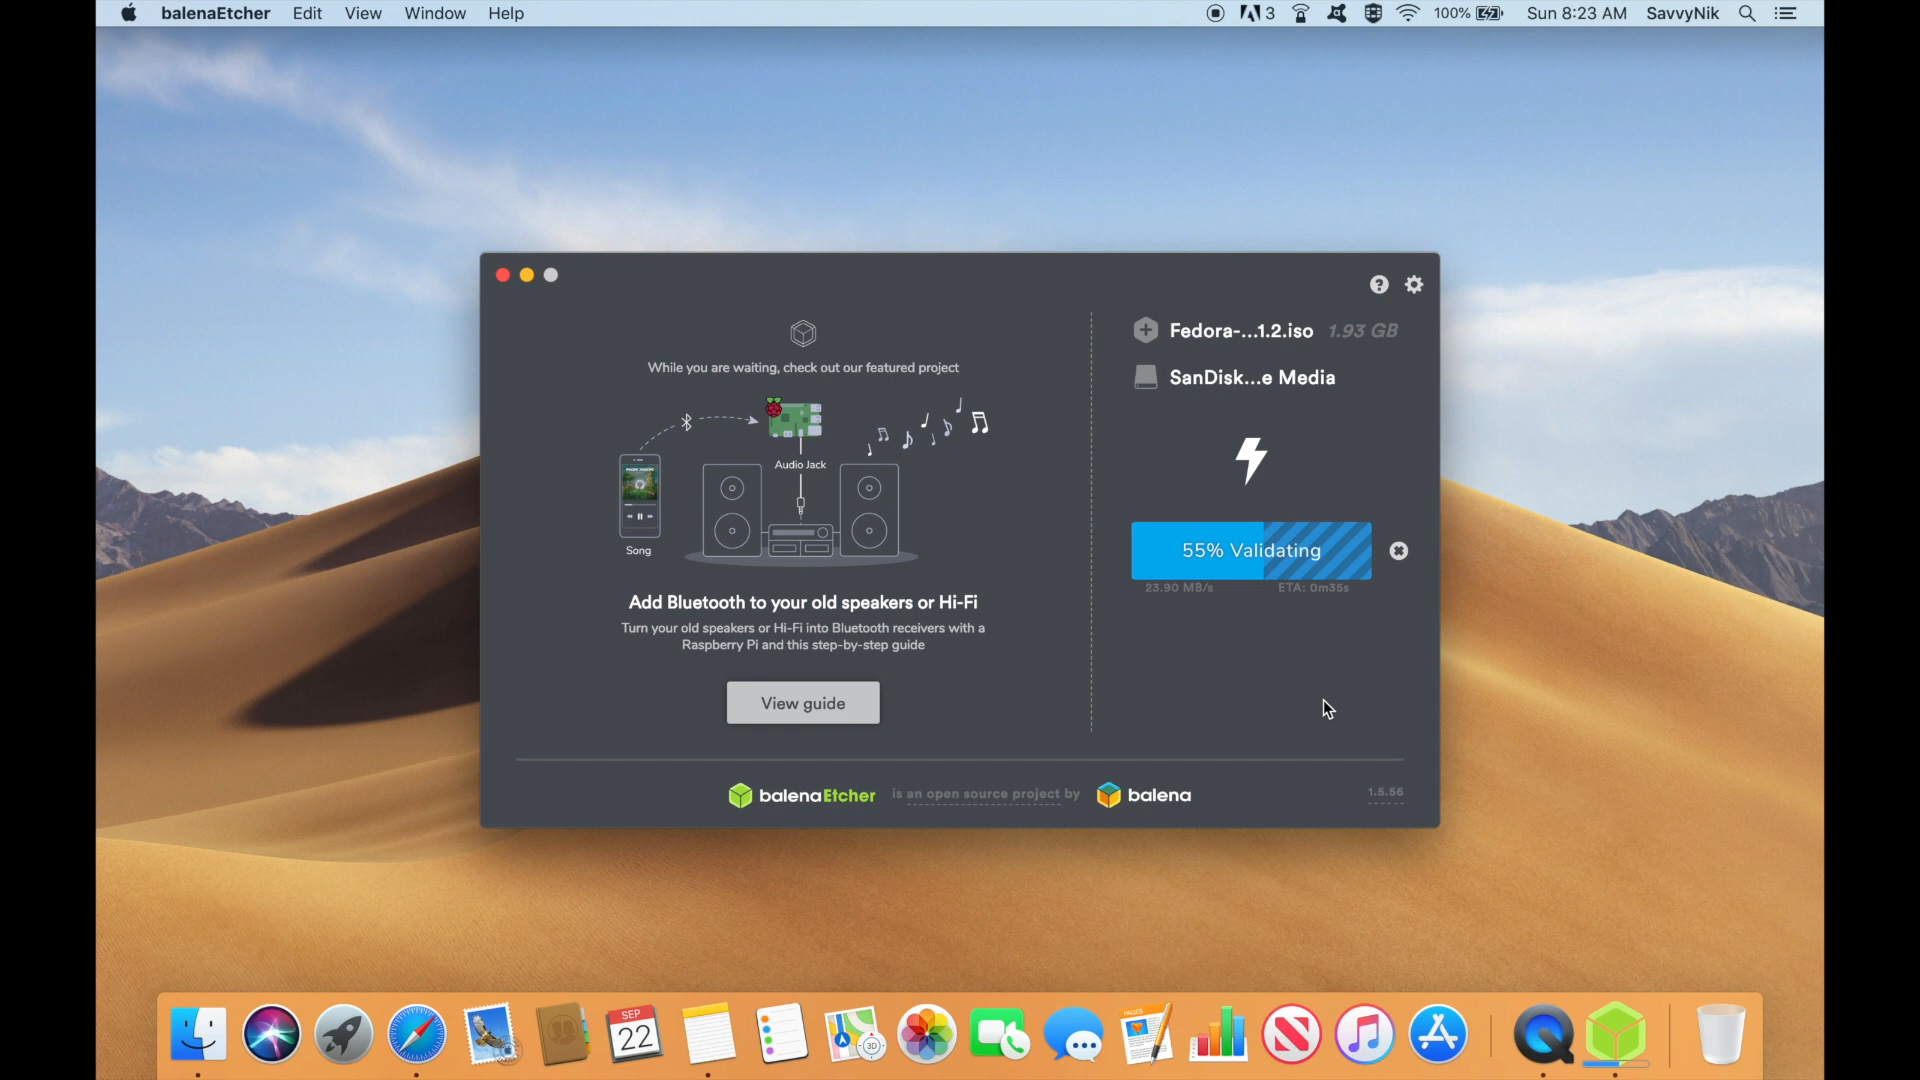 balenaEtcher Edit View Window Help 3 100% Sun 8:23 AM SavvyNik
Fedora-...1.2.iso 1.93 GB
SanDisk...e Media
55% Validating
23.90 MB/s ETA: 0m35s
While you are waiting, check out our featured project
Audio Jack
Song
Add Bluetooth to your old speakers or Hi-Fi
Turn your old speakers or Hi-Fi into Bluetooth receivers with a
Raspberry Pi and this step-by-step guide
View guide
balenaEtcher is an open source project by balena 1.5.56
SEP
22
3D
PAGES